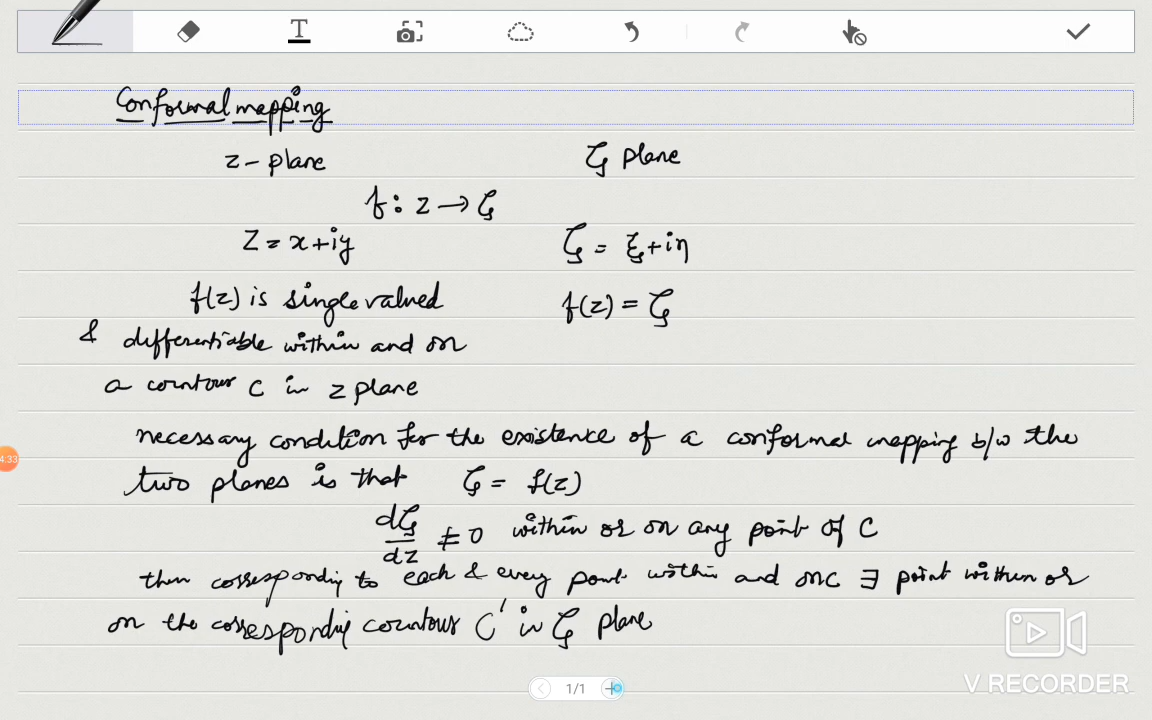 T
Conformal mapping
z - plane ζ plane
f : z → ζ
Z = x+iy ζ = ξ+iη
f(z) is single valued f(z) = ζ
& differentiable within and on
a contour C in z plane
necessary condition for the existence of a conformal mapping b/w the
two planes is that ζ = f(z)
dζ/dz ≠ 0 within or on any point of C
then corresponding to each & every point within and on C ∃ point within or
on the corresponding contour C' in ζ plane
4:33
1/1
V RECORDER